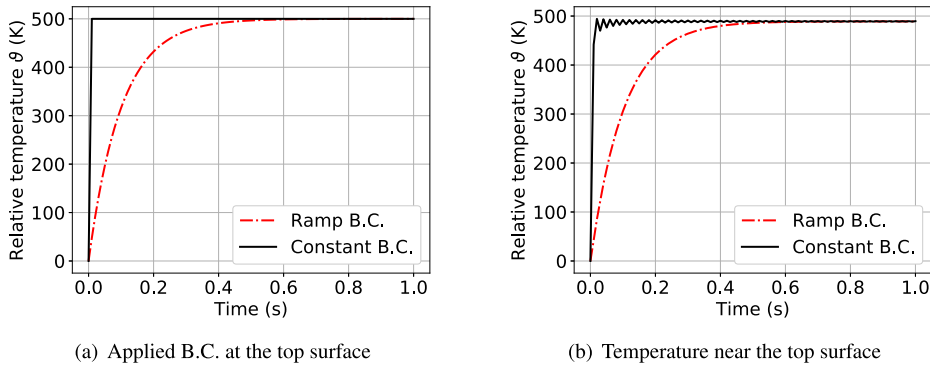 Relative temperature ϑ (K)
500
400
300
200
100
0
Ramp B.C.
Constant B.C.
0.0 0.2 0.4 0.6 0.8 1.0
Time (s)
(a) Applied B.C. at the top surface
Relative temperature ϑ (K)
500
400
300
200
100
0
Ramp B.C.
Constant B.C.
0.0 0.2 0.4 0.6 0.8 1.0
Time (s)
(b) Temperature near the top surface